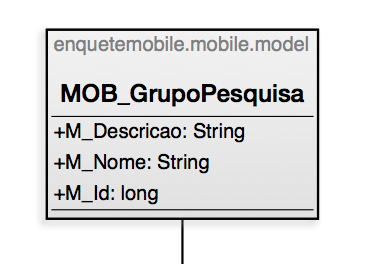 enquetemobile.mobile.model
MOB_GrupoPesquisa
+M_Descricao: String
+M_Nome: String
+M_Id: long